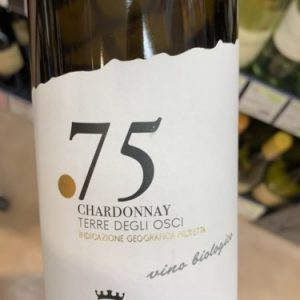 .75
CHARDONNAY
TERRE DEGLI OSCI
INDICAZIONE GEOGRAFICA PROTETTA
vino biologico